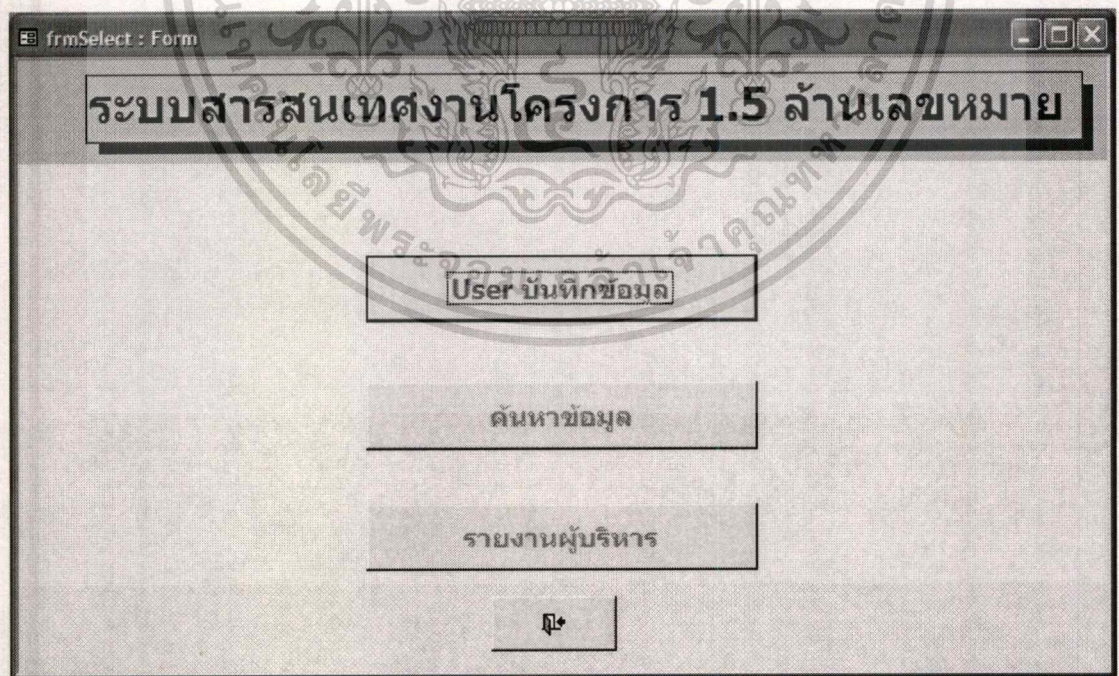 frmSelect : Form
ระบบสารสนเทศงานโครงการ 1.5 ล้านเลขหมาย
User บันทึกข้อมูล
ค้นหาข้อมูล
รายงานผู้บริหาร